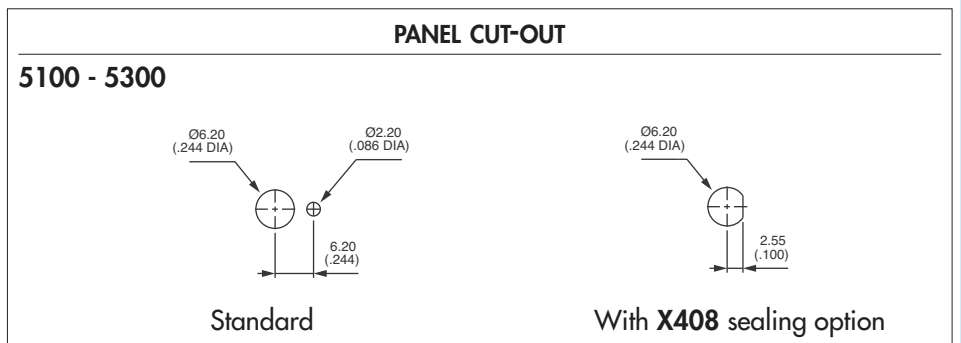 PANEL CUT-OUT
5100 - 5300
Ø6.20
(.244 DIA)
Ø2.20
(.086 DIA)
6.20
(.244)
Standard
Ø6.20
(.244 DIA)
2.55
(.100)
With X408 sealing option